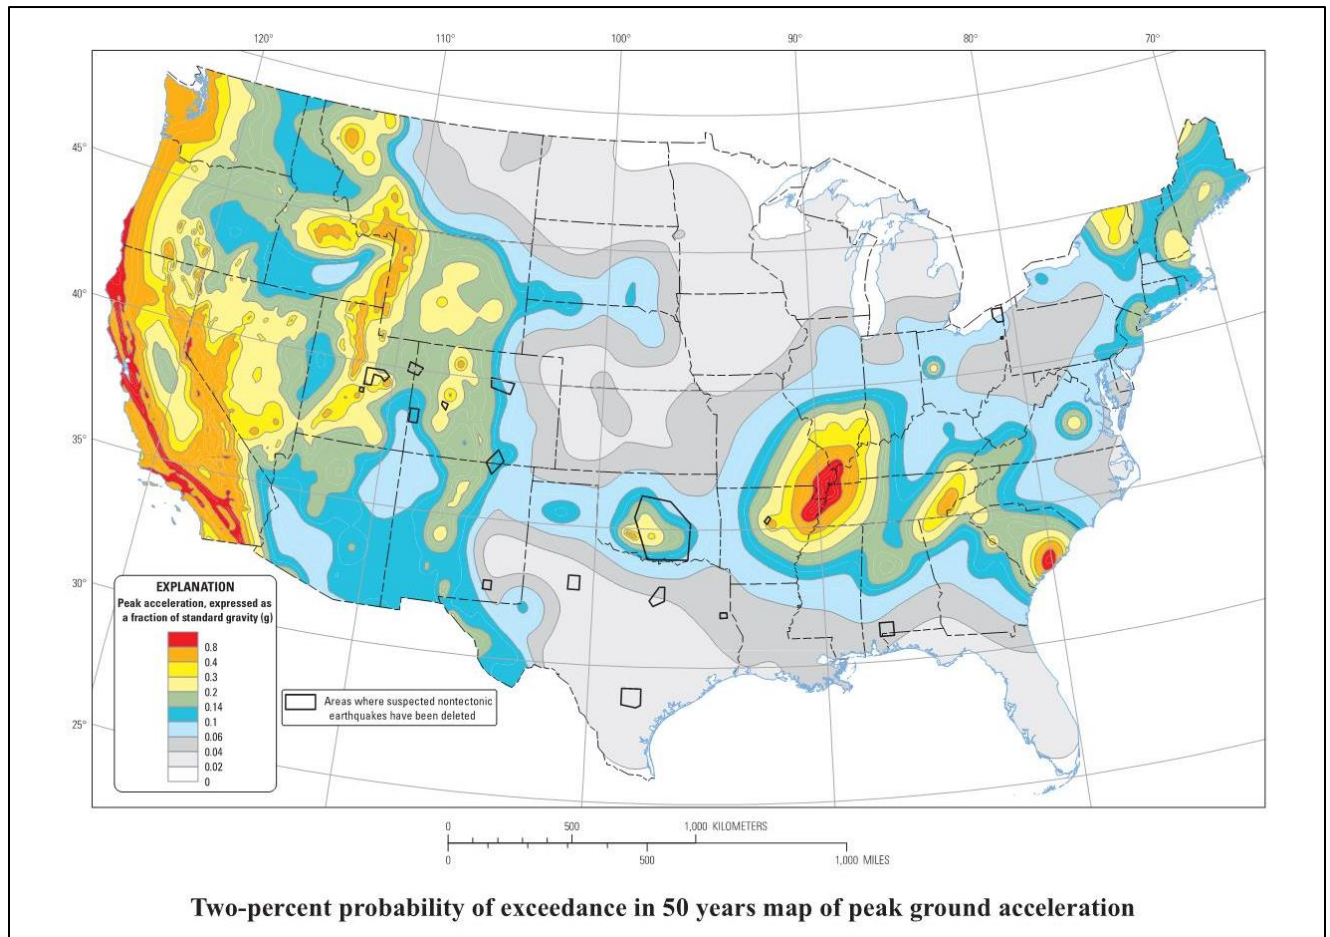 120°
110°
100°
90°
80°
70°
45°
40°
35°
30°
25°
EXPLANATION
Peak acceleration, expressed as
a fraction of standard gravity (g)
0.8
0.4
0.3
0.2
0.14
0.1
0.06
0.04
0.02
0
Areas where suspected nontectonic
earthquakes have been deleted
0 500 1,000 KILOMETERS
0 500 1,000 MILES
Two-percent probability of exceedance in 50 years map of peak ground acceleration